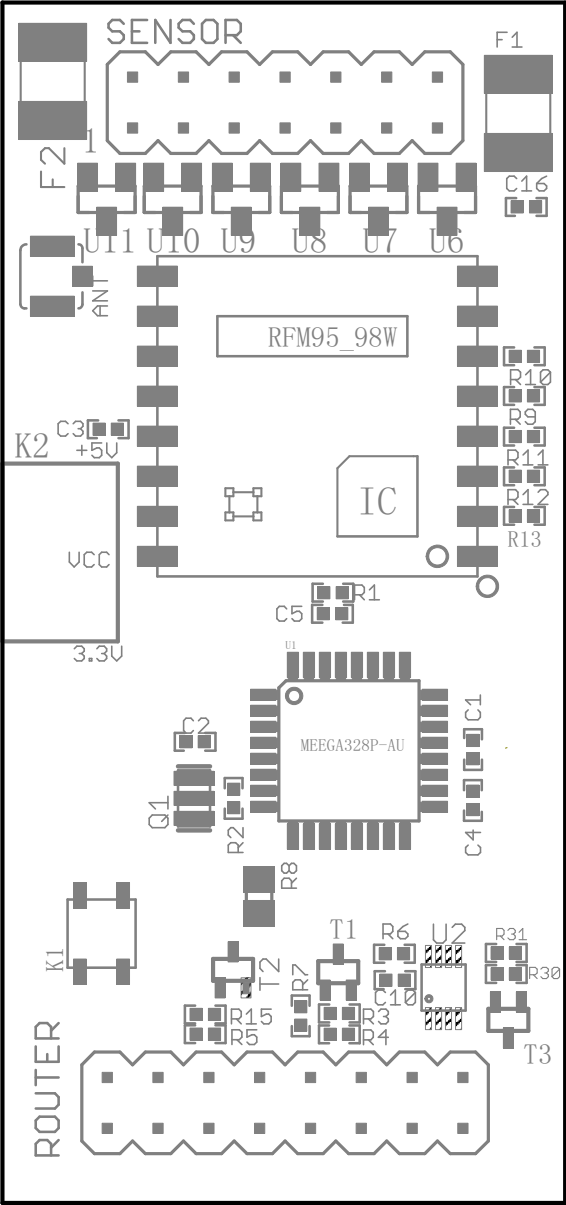 SENSOR
F1
F2
1
C16
U11 U10 U9 U8 U7 U6
ANT
RFM95_98W
R10
R9
C3
+5V
K2
R11
R12
IC
R13
VCC
R1
C5
U1
3.3V
C1
C2
MEEGA328P-AU
Q1
R2
C4
R8
T1
R6
U2
R31
K1
T2
R7
R30
C10
R15
R3
R5
R4
T3
ROUTER